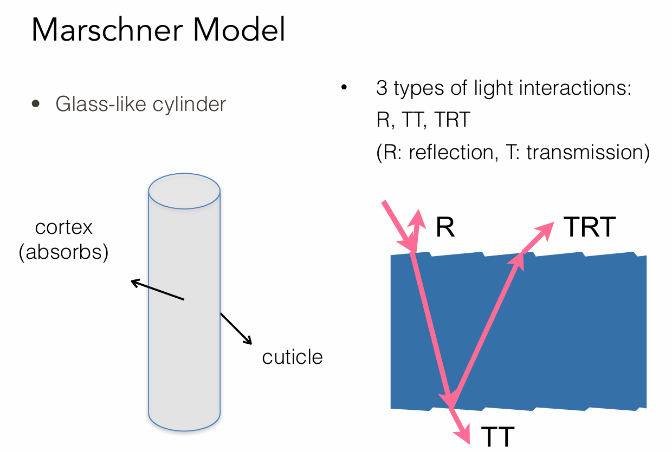 Marschner Model
• Glass-like cylinder
• 3 types of light interactions:
R, TT, TRT
(R: reflection, T: transmission)
cortex
(absorbs)
cuticle
R
TRT
TT